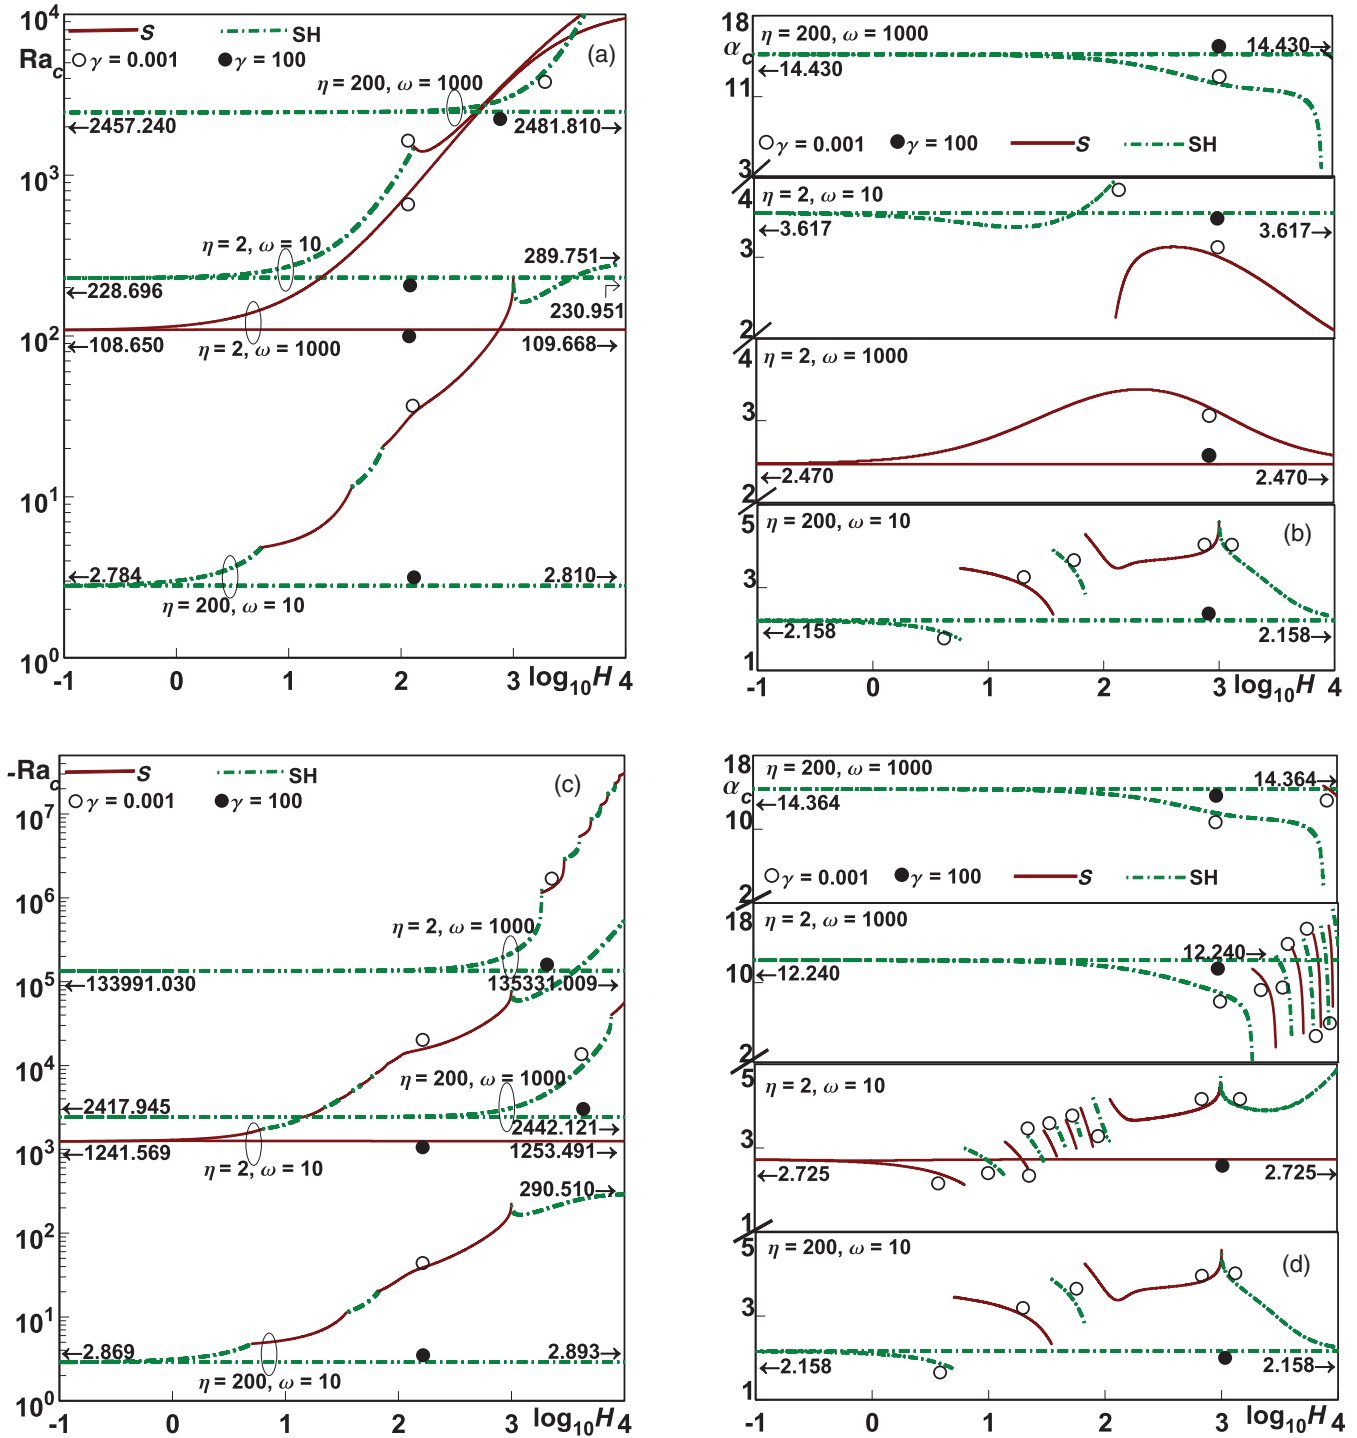 10⁴
Ra_c
S
SH
γ = 0.001
γ = 100
(a)
η = 200, ω = 1000
←2457.240
2481.810→
10³
η = 2, ω = 10
289.751→
←228.696
230.951
10²
←108.650
η = 2, ω = 1000
109.668→
10¹
←2.784
2.810→
η = 200, ω = 10
10⁰
-1 0 1 2 3 log₁₀H 4
18
α_c
11
3
η = 200, ω = 1000
14.430→
←14.430
γ = 0.001
γ = 100
S
SH
4
3
2
η = 2, ω = 10
←3.617
3.617→
4
3
2
η = 2, ω = 1000
←2.470
2.470→
5
3
1
η = 200, ω = 10
(b)
←2.158
2.158→
-1 0 1 2 3 log₁₀H 4
-Ra_c
S
SH
(c)
γ = 0.001
γ = 100
10⁷
10⁶
η = 2, ω = 1000
10⁵
←133991.030
135331.009→
10⁴
η = 200, ω = 1000
←2417.945
2442.121→
10³
←1241.569
1253.491→
η = 2, ω = 10
290.510→
10²
10¹
←2.869
2.893→
η = 200, ω = 10
10⁰
-1 0 1 2 3 log₁₀H 4
18
α_c
10
2
η = 200, ω = 1000
14.364→
←14.364
γ = 0.001
γ = 100
S
SH
18
10
2
η = 2, ω = 1000
12.240→
←12.240
5
3
1
η = 2, ω = 10
←2.725
2.725→
5
3
1
η = 200, ω = 10
(d)
←2.158
2.158→
-1 0 1 2 3 log₁₀H 4